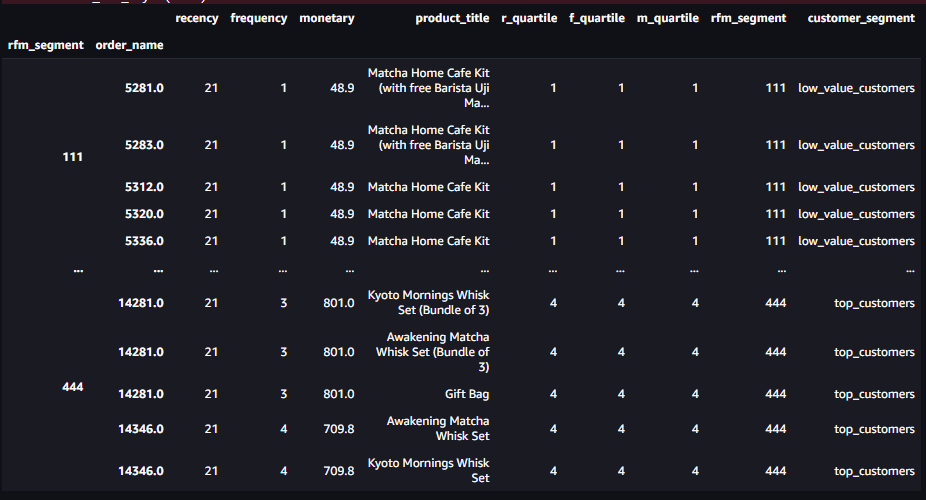 recency frequency monetary product_title r_quartile f_quartile m_quartile rfm_segment customer_segment
rfm_segment order_name
5281.0 21 1 48.9 Matcha Home Cafe Kit (with free Barista Uji Ma... 1 1 1 111 low_value_customers
5283.0 21 1 48.9 Matcha Home Cafe Kit (with free Barista Uji Ma... 1 1 1 111 low_value_customers
111
5312.0 21 1 48.9 Matcha Home Cafe Kit 1 1 1 111 low_value_customers
5320.0 21 1 48.9 Matcha Home Cafe Kit 1 1 1 111 low_value_customers
5336.0 21 1 48.9 Matcha Home Cafe Kit 1 1 1 111 low_value_customers
... ... ... ... ... ... ... ... ... ... ...
14281.0 21 3 801.0 Kyoto Mornings Whisk Set (Bundle of 3) 4 4 4 444 top_customers
14281.0 21 3 801.0 Awakening Matcha Whisk Set (Bundle of 3) 4 4 4 444 top_customers
444
14281.0 21 3 801.0 Gift Bag 4 4 4 444 top_customers
14346.0 21 4 709.8 Awakening Matcha Whisk Set 4 4 4 444 top_customers
14346.0 21 4 709.8 Kyoto Mornings Whisk Set 4 4 4 444 top_customers